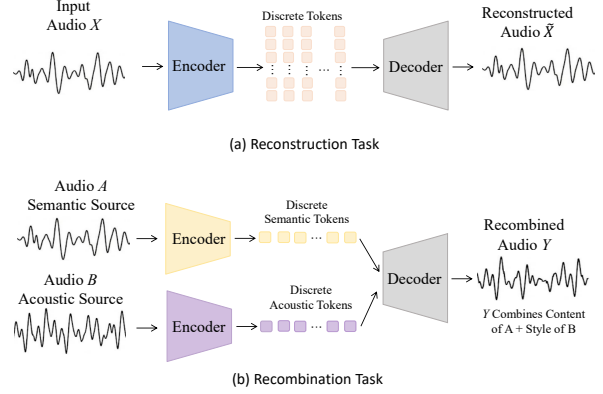 Input
Audio X
Encoder
Discrete Tokens
Decoder
Reconstructed
Audio X̃
(a) Reconstruction Task
Audio A
Semantic Source
Encoder
Discrete
Semantic Tokens
Audio B
Acoustic Source
Encoder
Discrete
Acoustic Tokens
Decoder
Recombined
Audio Y
Y Combines Content
of A + Style of B
(b) Recombination Task